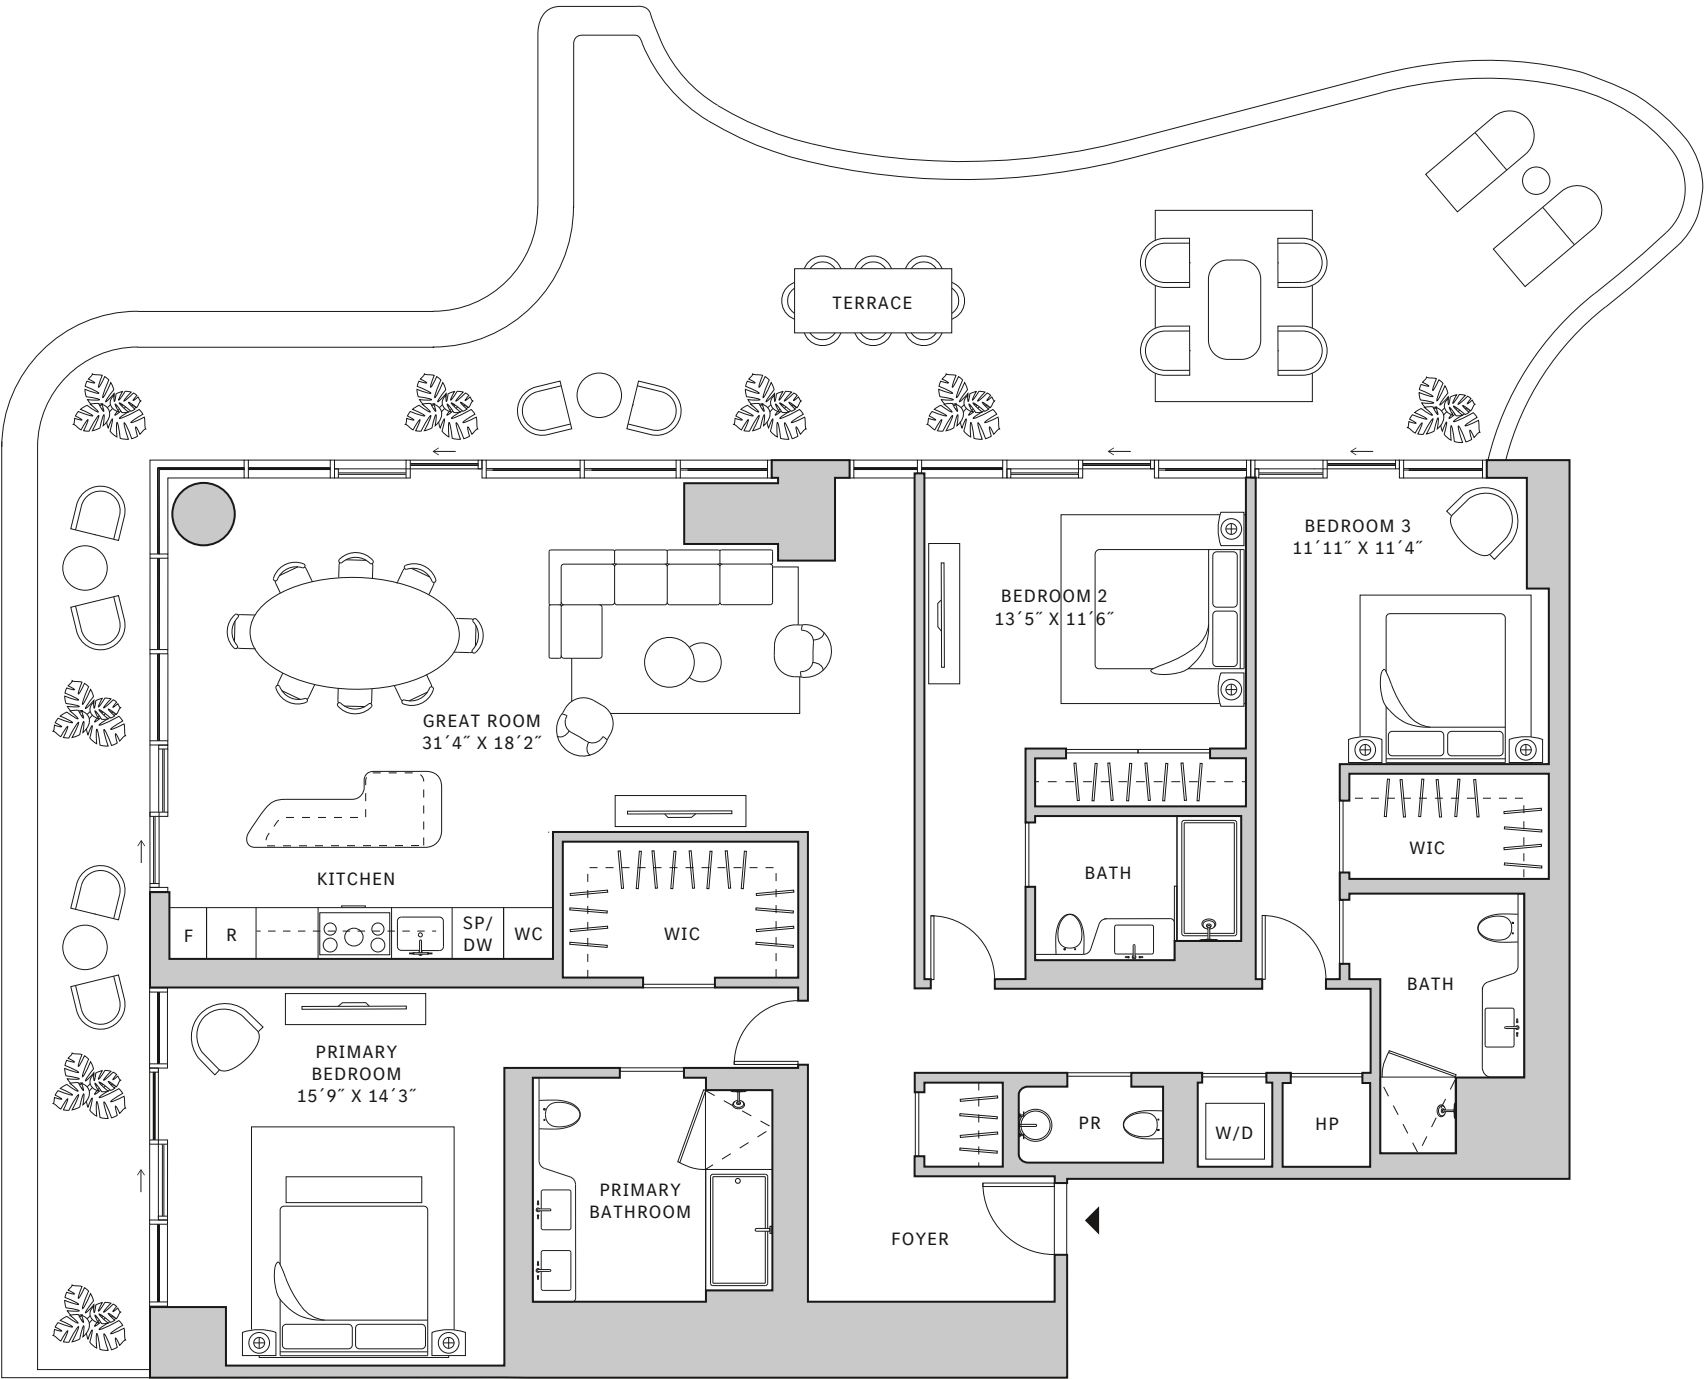 TERRACE
BEDROOM 3
11´11˝ X 11´4˝
BEDROOM 2
13´5˝ X 11´6˝
GREAT ROOM
31´4˝ X 18´2˝
KITCHEN
F
R
SP/
DW
WC
WIC
BATH
WIC
BATH
PRIMARY
BEDROOM
15´9˝ X 14´3˝
PRIMARY
BATHROOM
PR
W/D
HP
FOYER